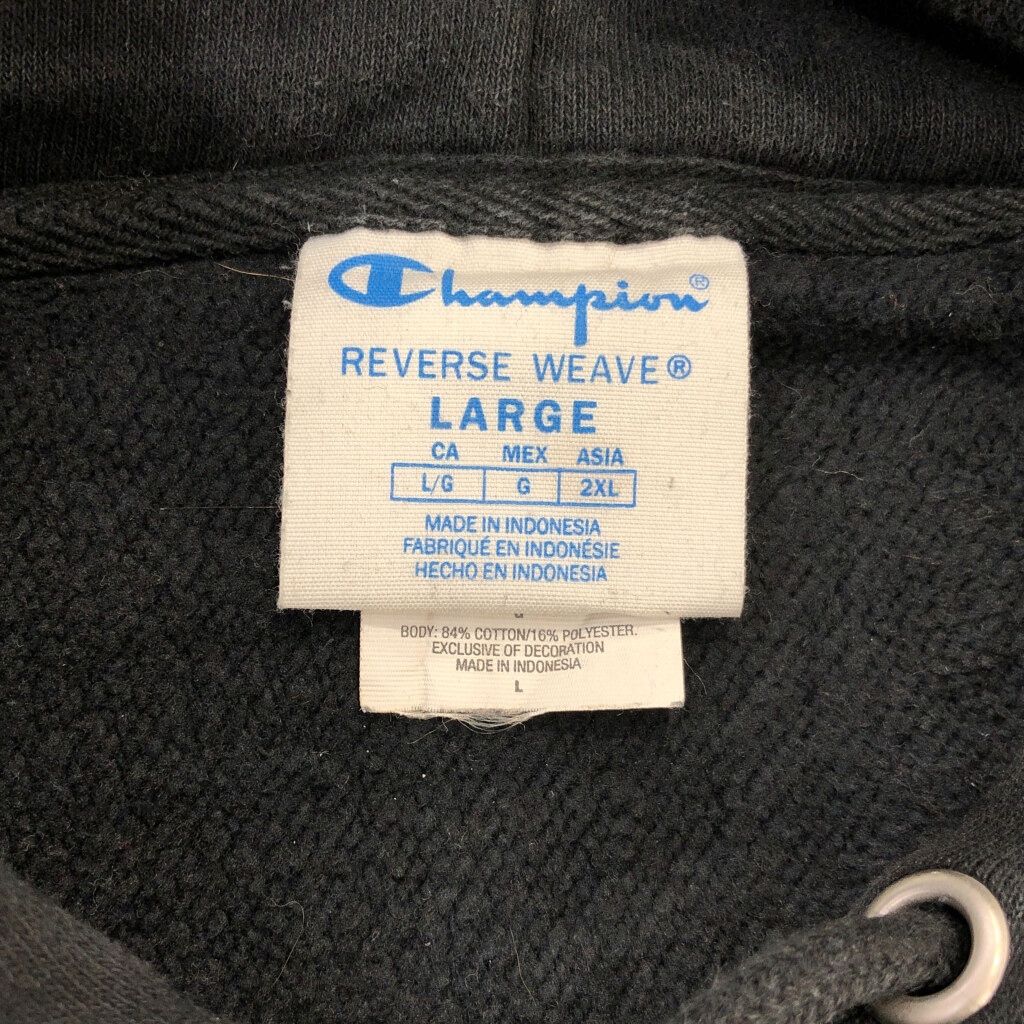 Champion®
REVERSE WEAVE®
LARGE
CA MEX ASIA
L/G G 2XL
MADE IN INDONESIA
FABRIQUÉ EN INDONÉSIE
HECHO EN INDONESIA
BODY: 84% COTTON/16% POLYESTER.
EXCLUSIVE OF DECORATION
MADE IN INDONESIA
L